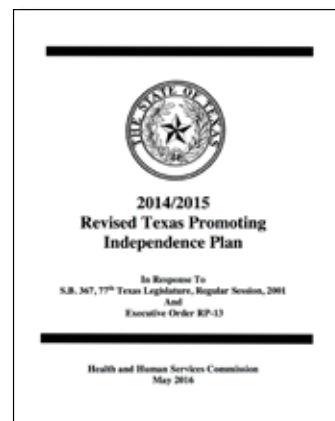 THE STATE OF TEXAS
2014/2015
Revised Texas Promoting
Independence Plan
In Response To
S.B. 367, 77th Texas Legislature, Regular Session, 2001
And
Executive Order RP-13
Health and Human Services Commission
May 2016